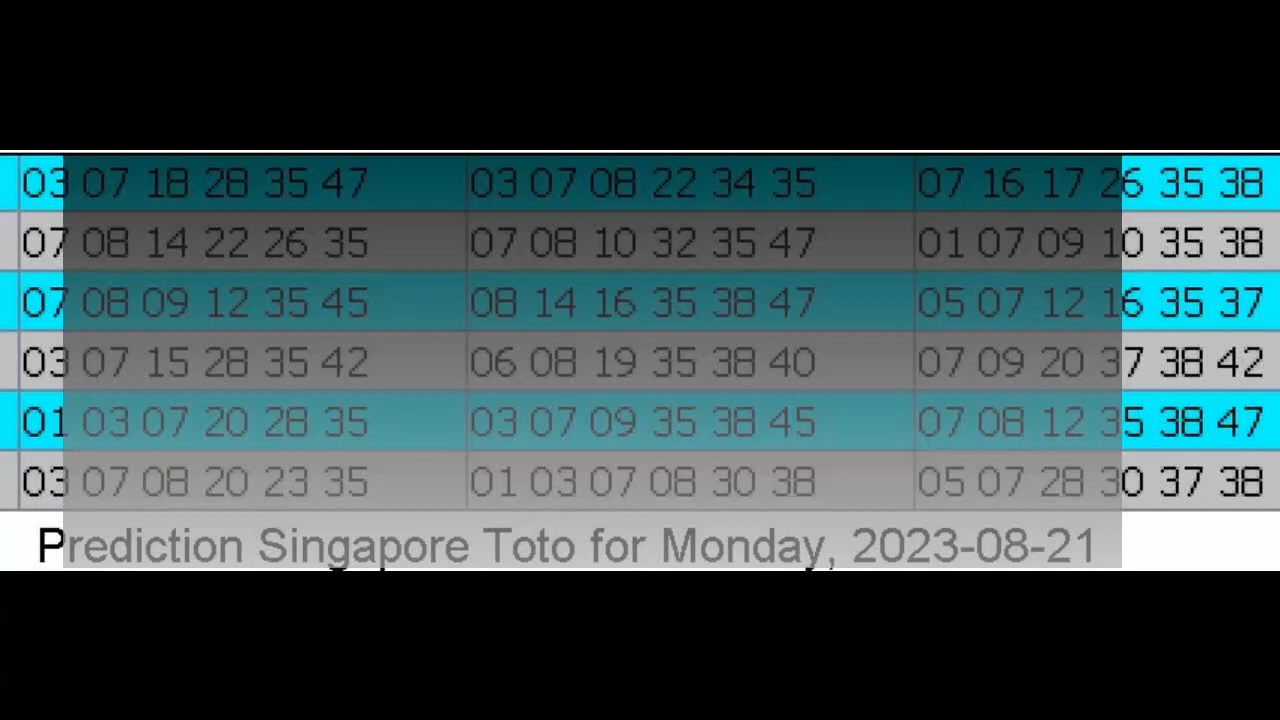 03 07 18 28 35 47 03 07 08 22 34 35 07 16 17 26 35 38
07 08 14 22 26 35 07 08 10 32 35 47 01 07 09 10 35 38
07 08 09 12 35 45 08 14 16 35 38 47 05 07 12 16 35 37
03 07 15 28 35 42 06 08 19 35 38 40 07 09 20 37 38 42
01 03 07 20 28 35 03 07 09 35 38 45 07 08 12 35 38 47
03 07 08 20 23 35 01 03 07 08 30 38 05 07 28 30 37 38
Prediction Singapore Toto for Monday, 2023-08-21